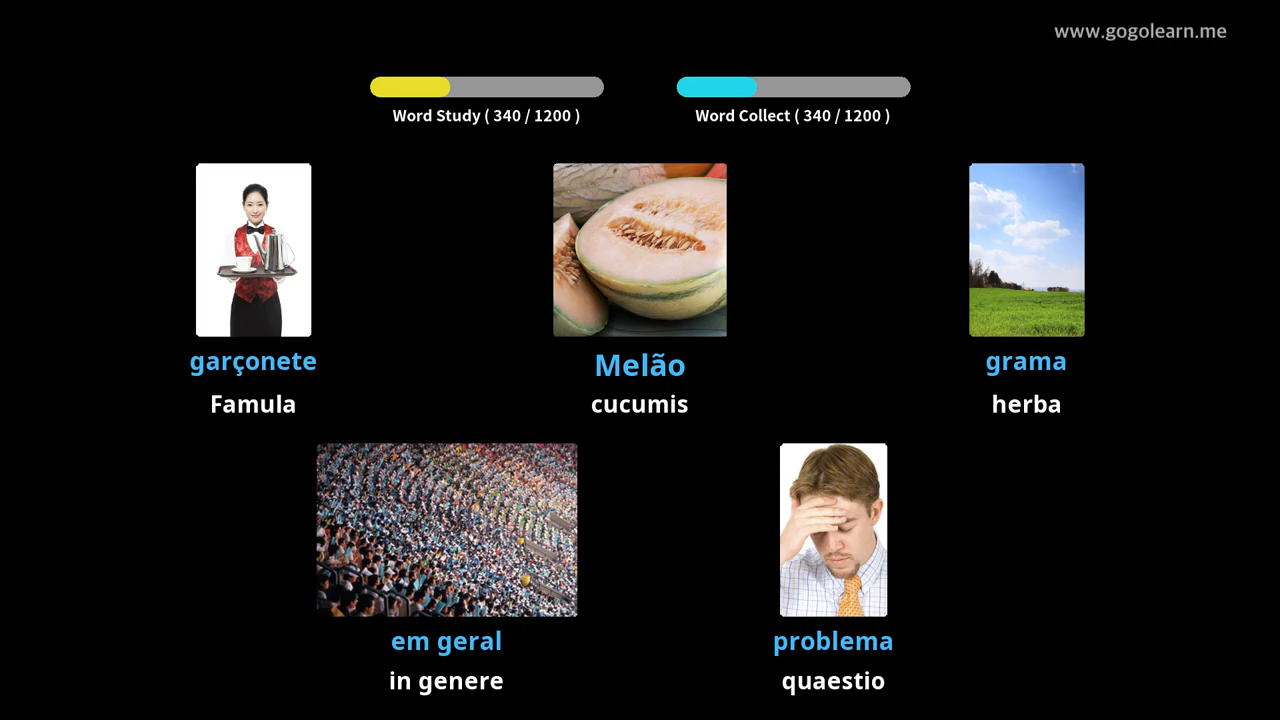 www.gogolearn.me
Word Study ( 340 / 1200 )
Word Collect ( 340 / 1200 )
garçonete
Famula
Melão
cucumis
grama
herba
em geral
in genere
problema
quaestio